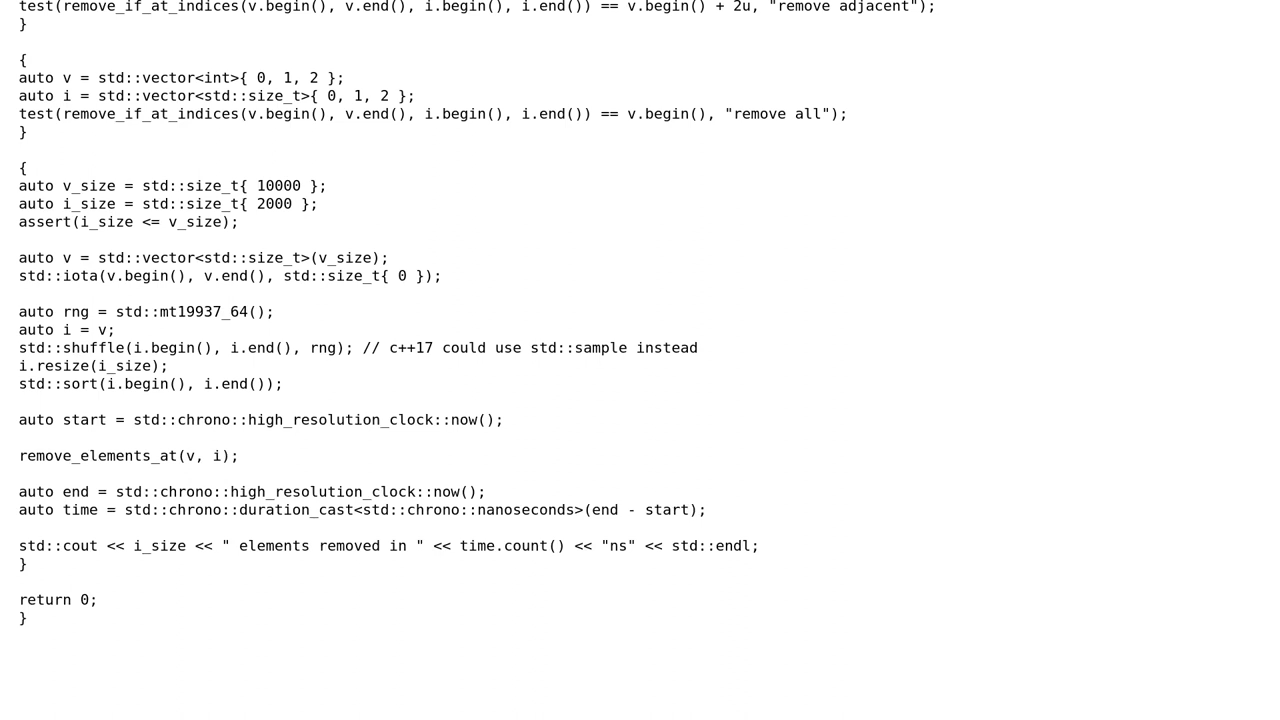 test(remove_if_at_indices(v.begin(), v.end(), i.begin(), i.end()) == v.begin() + 2u, "remove adjacent");
}
{
auto v = std::vector<int>{ 0, 1, 2 };
auto i = std::vector<std::size_t>{ 0, 1, 2 };
test(remove_if_at_indices(v.begin(), v.end(), i.begin(), i.end()) == v.begin(), "remove all");
}
{
auto v_size = std::size_t{ 10000 };
auto i_size = std::size_t{ 2000 };
assert(i_size <= v_size);
auto v = std::vector<std::size_t>(v_size);
std::iota(v.begin(), v.end(), std::size_t{ 0 });
auto rng = std::mt19937_64();
auto i = v;
std::shuffle(i.begin(), i.end(), rng); // c++17 could use std::sample instead
i.resize(i_size);
std::sort(i.begin(), i.end());
auto start = std::chrono::high_resolution_clock::now();
remove_elements_at(v, i);
auto end = std::chrono::high_resolution_clock::now();
auto time = std::chrono::duration_cast<std::chrono::nanoseconds>(end - start);
std::cout << i_size << " elements removed in " << time.count() << "ns" << std::endl;
}
return 0;
}